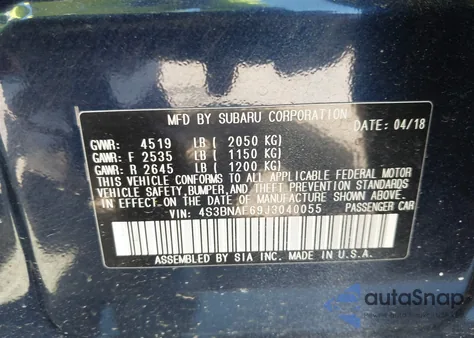 MFD BY SUBARU CORPORATION
DATE: 04/18
GVWR: 4519 LB ( 2050 KG)
GAWR: F 2535 LB ( 1150 KG)
GAWR: R 2645 LB ( 1200 KG)
THIS VEHICLE CONFORMS TO ALL APPLICABLE FEDERAL MOTOR
VEHICLE SAFETY, BUMPER, AND THEFT PREVENTION STANDARDS
IN EFFECT ON THE DATE OF MANUFACTURE SHOWN ABOVE.
VIN: 4S3BNAE69J3040055 PASSENGER CAR
ASSEMBLED BY SIA INC. MADE IN U.S.A.
autoSnap